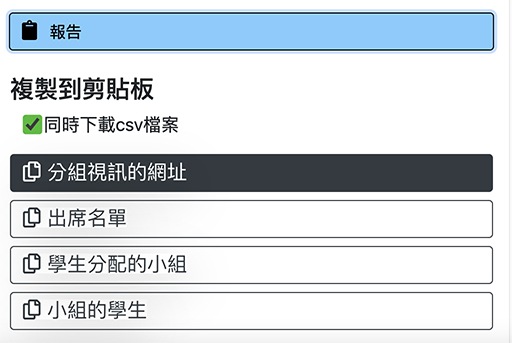 報告
複製到剪貼板
同時下載csv檔案
分組視訊的網址
出席名單
學生分配的小組
小組的學生